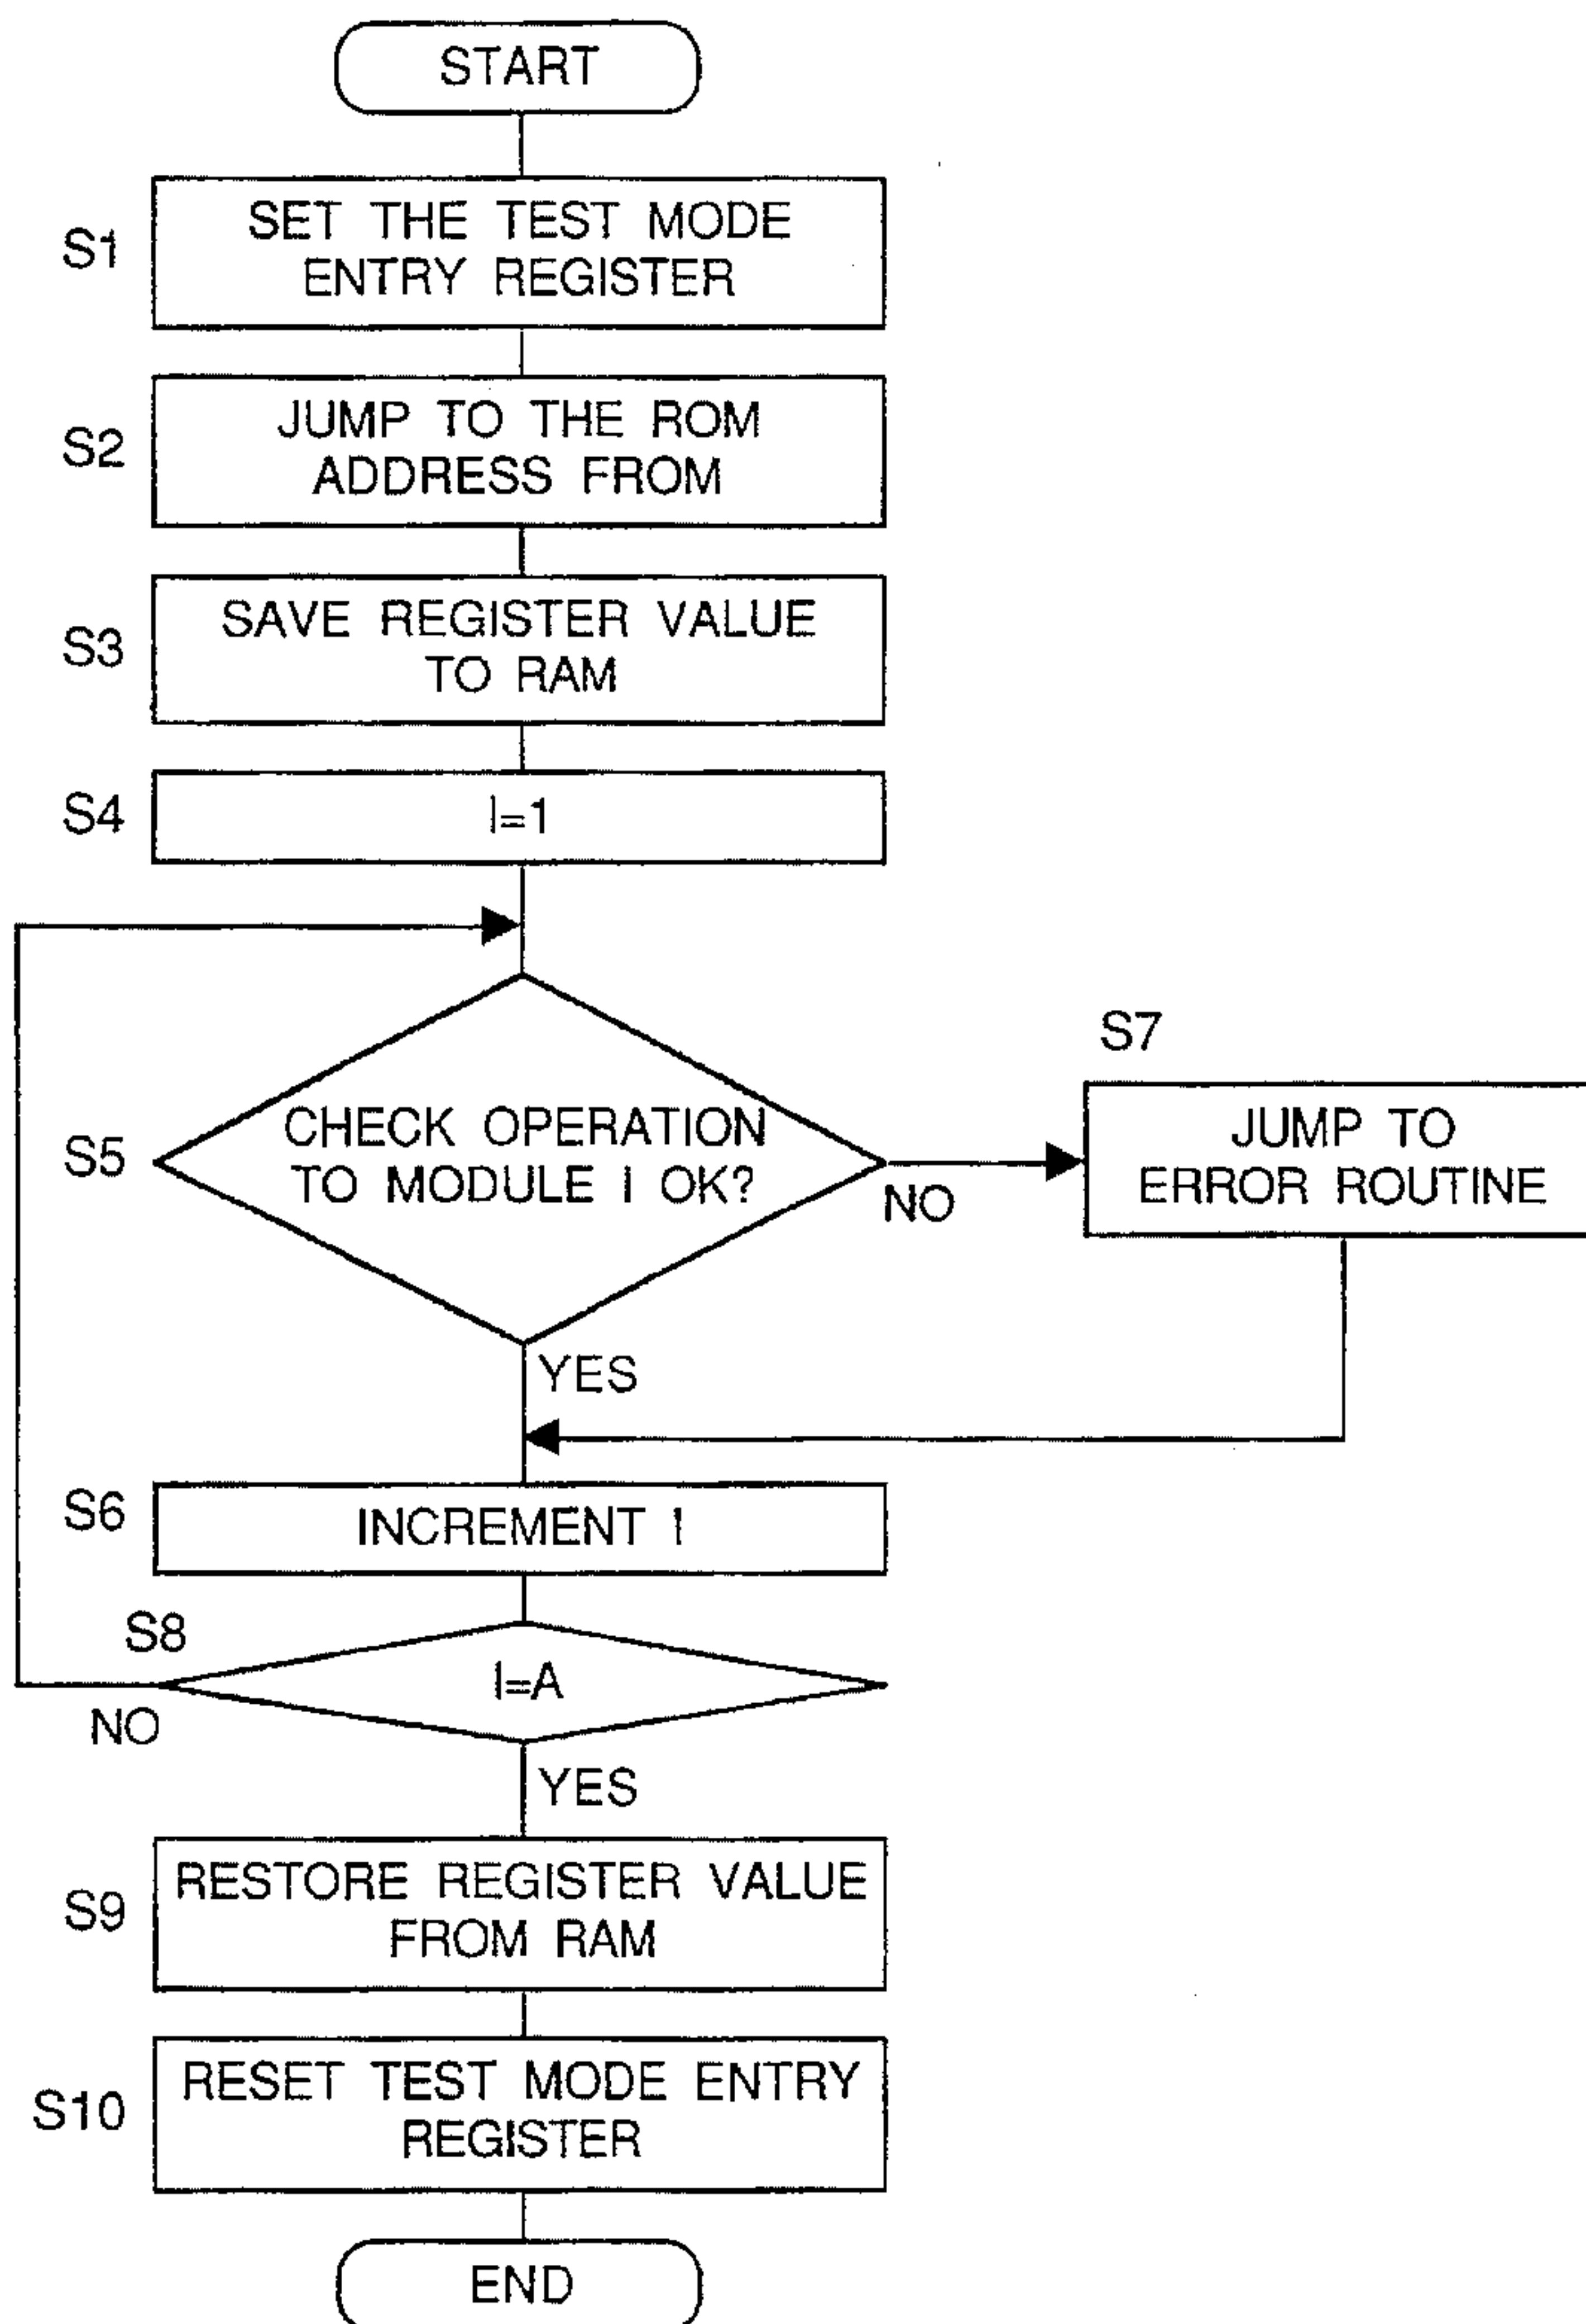 START
S1
SET THE TEST MODE
ENTRY REGISTER
S2
JUMP TO THE ROM
ADDRESS FROM
S3
SAVE REGISTER VALUE
TO RAM
S4
I=1
S5
CHECK OPERATION
TO MODULE I OK?
NO
S7
JUMP TO
ERROR ROUTINE
YES
S6
INCREMENT I
S8
I=A
NO
YES
S9
RESTORE REGISTER VALUE
FROM RAM
S10
RESET TEST MODE ENTRY
REGISTER
END